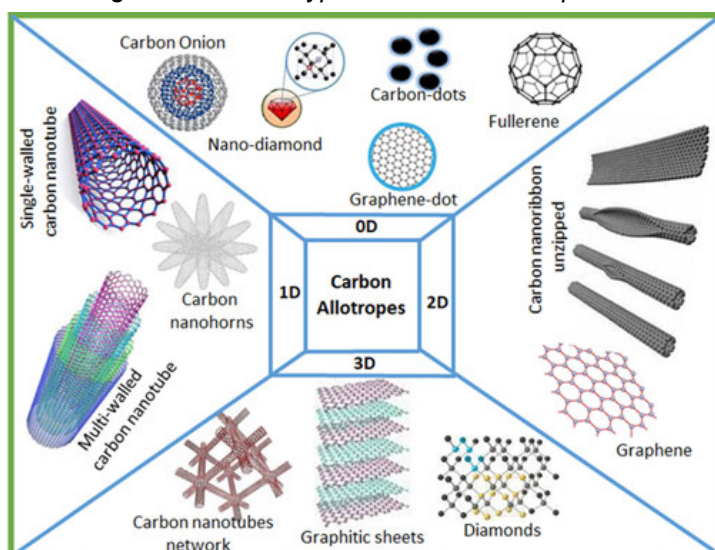 Carbon Onion
Nano-diamond
Carbon-dots
Fullerene
Graphene-dot
Single-walled
carbon nanotube
Carbon
nanohorns
Multi-walled
carbon nanotube
0D
1D
Carbon
Allotropes
2D
3D
Carbon nanoribbon
unzipped
Graphene
Carbon nanotubes
network
Graphitic sheets
Diamonds